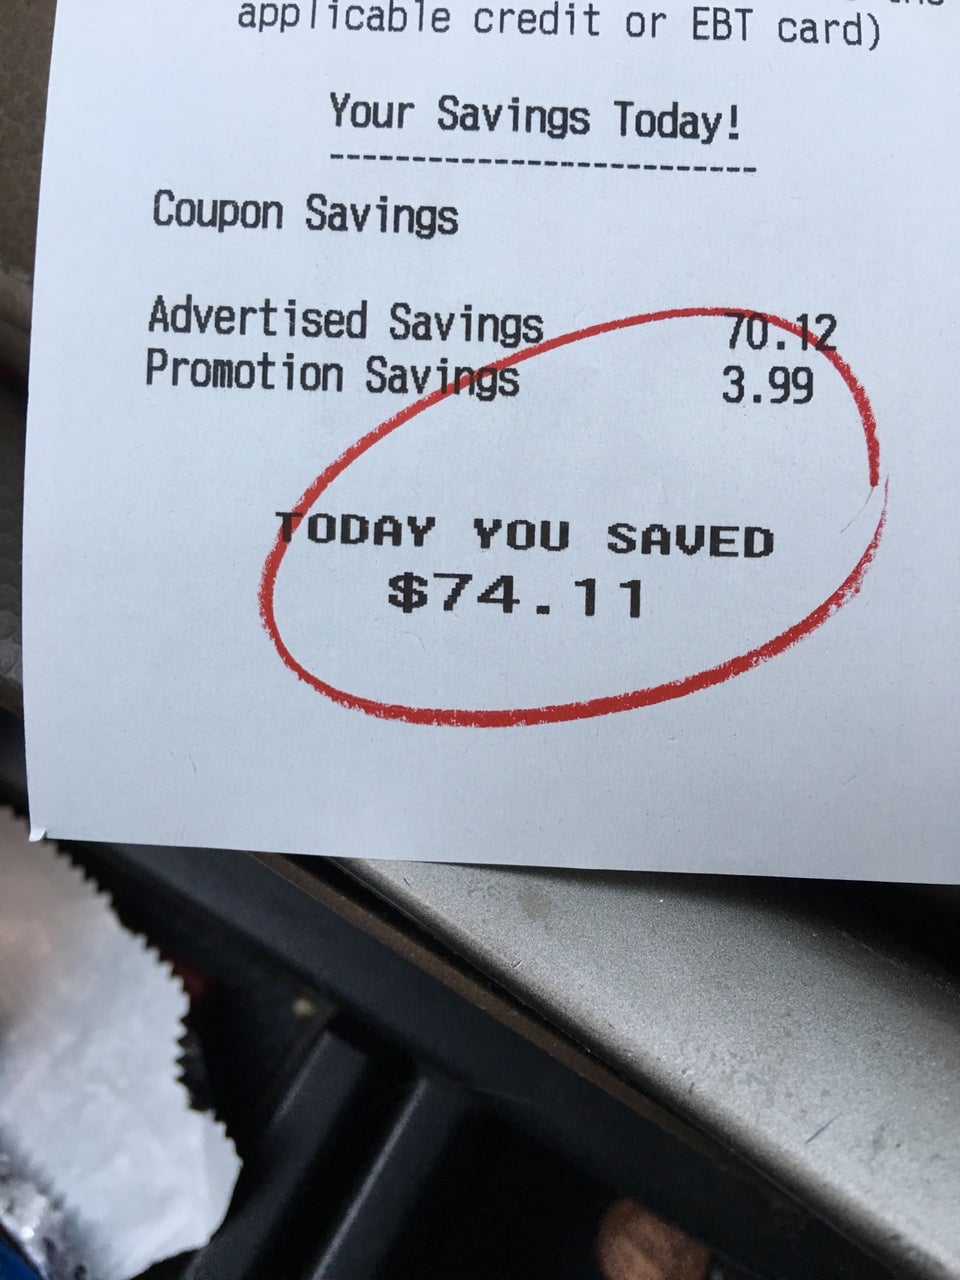 applicable credit or EBT card)
Your Savings Today!
--------------------------
Coupon Savings
Advertised Savings 70.12
Promotion Savings 3.99
TODAY YOU SAVED
$74.11